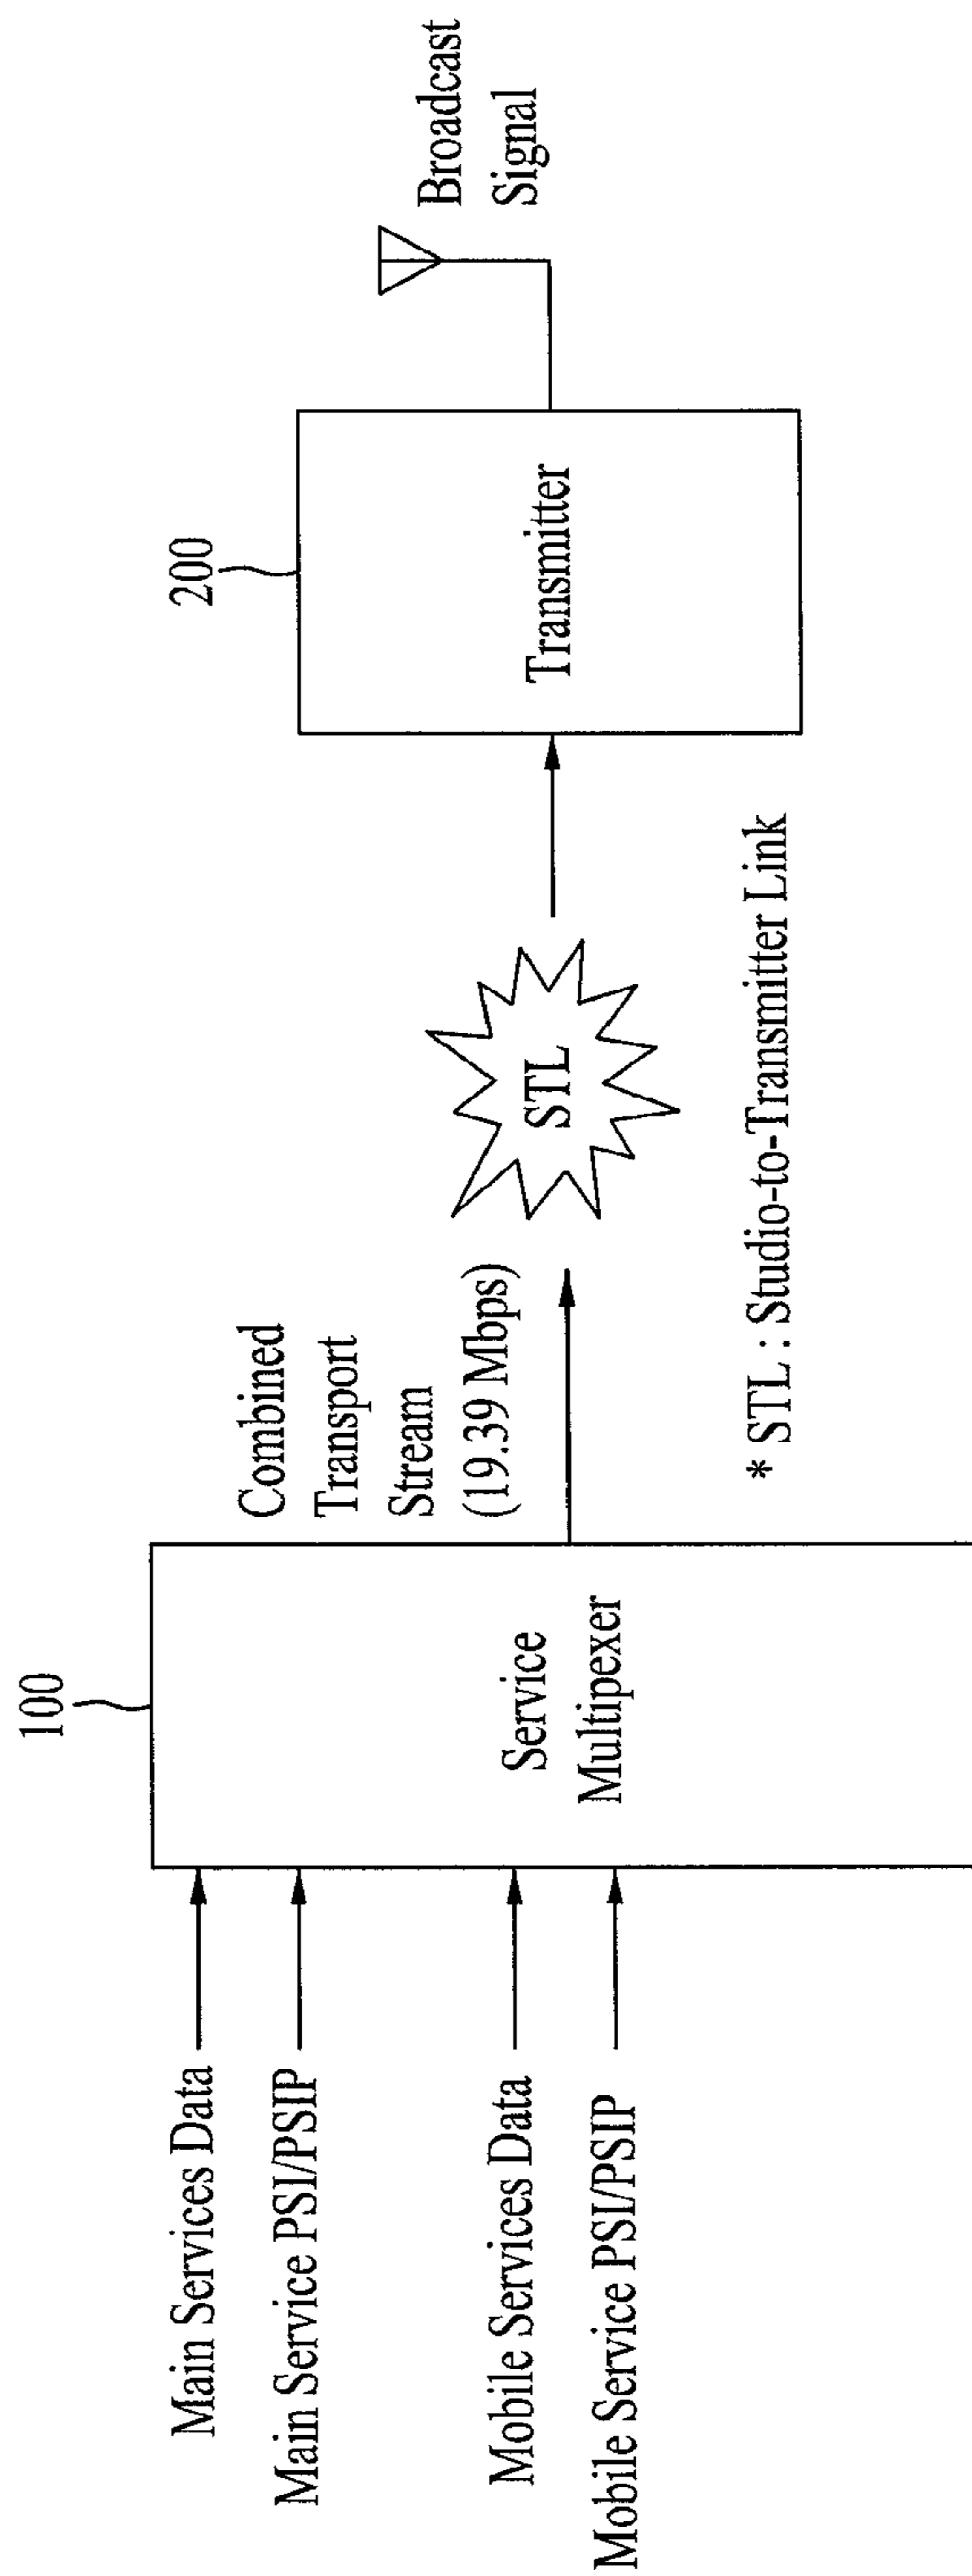 Main Services Data
Main Service PSI/PSIP
Mobile Services Data
Mobile Service PSI/PSIP
100
Service
Multipexer
Combined
Transport
Stream
(19.39 Mbps)
STL
* STL : Studio-to-Transmitter Link
200
Transmitter
Broadcast
Signal